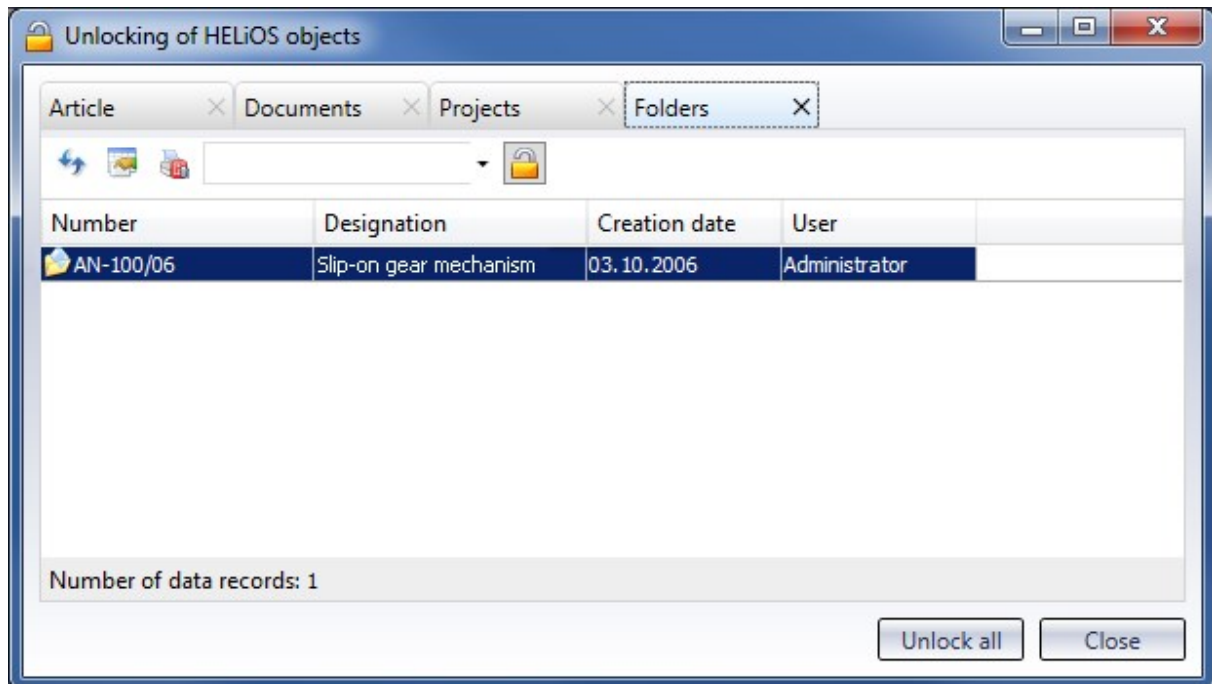 Unlocking of HELiOS objects
Article Documents Projects Folders
Number Designation Creation date User
AN-100/06 Slip-on gear mechanism 03.10.2006 Administrator
Number of data records: 1
Unlock all Close